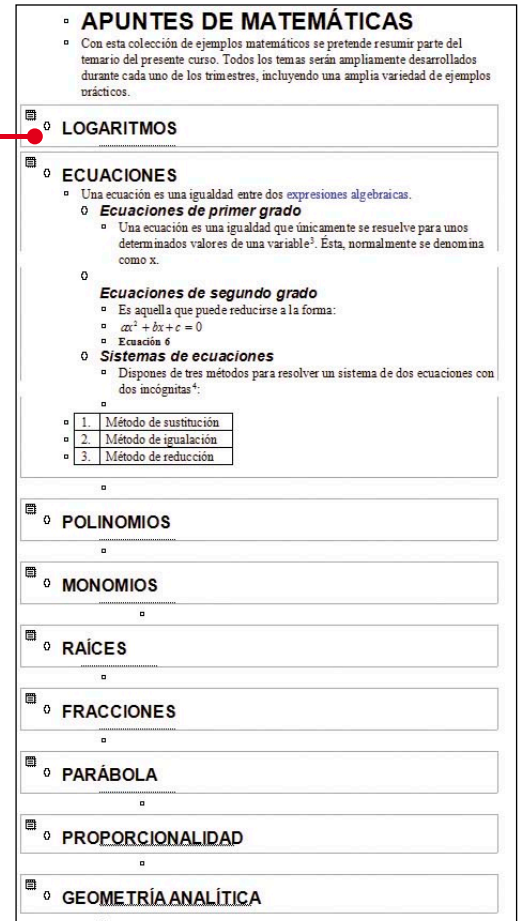 APUNTES DE MATEMÁTICAS
Con esta colección de ejemplos matemáticos se pretende resumir parte del
temario del presente curso. Todos los temas serán ampliamente desarrollados
durante cada uno de los trimestres, incluyendo una amplia variedad de ejemplos
prácticos.
LOGARITMOS
ECUACIONES
Una ecuación es una igualdad entre dos expresiones algebraicas.
Ecuaciones de primer grado
Una ecuación es una igualdad que únicamente se resuelve para unos
determinados valores de una variable³. Ésta, normalmente se denomina
como x.
Ecuaciones de segundo grado
Es aquella que puede reducirse a la forma:
ax² + bx + c = 0
Ecuación 6
Sistemas de ecuaciones
Dispones de tres métodos para resolver un sistema de dos ecuaciones con
dos incógnitas⁴:
1. Método de sustitución
2. Método de igualación
3. Método de reducción
POLINOMIOS
MONOMIOS
RAÍCES
FRACCIONES
PARÁBOLA
PROPORCIONALIDAD
GEOMETRÍA ANALÍTICA